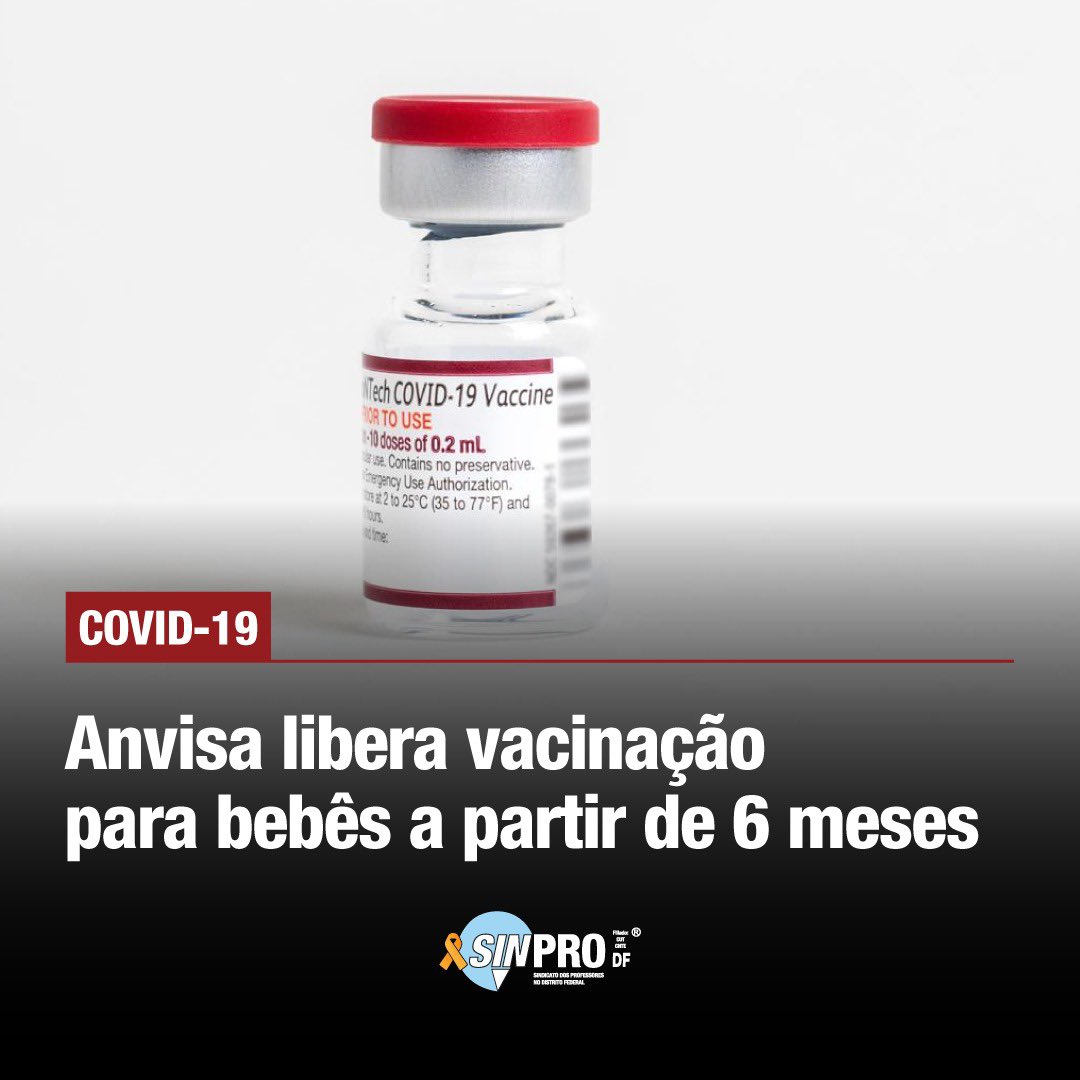 NTech COVID-19 Vaccine
RIOR TO USE
-10 doses of 0.2 mL
use. Contains no preservative.
Emergency Use Authorization.
at 2 to 25°C (35 to 77°F) and
hours.
time:
COVID-19
Anvisa libera vacinação
para bebês a partir de 6 meses
SINPRO
SINDICATO DOS PROFESSORES
NO DISTRITO FEDERAL
CUT
CNTE
DF
®